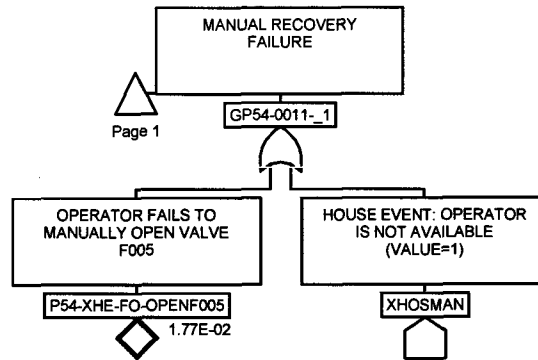 MANUAL RECOVERY
FAILURE
Page 1
GP54-0011-_1
OPERATOR FAILS TO
MANUALLY OPEN VALVE
F005
P54-XHE-FO-OPENF005
1.77E-02
HOUSE EVENT: OPERATOR
IS NOT AVAILABLE
(VALUE=1)
XHOSMAN